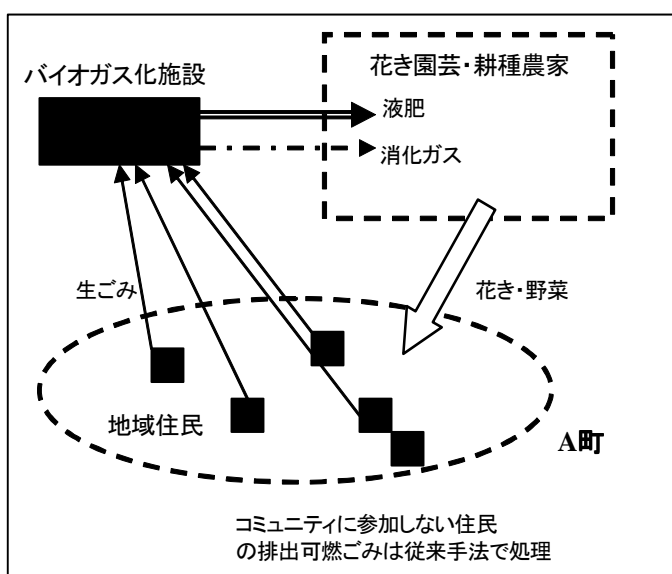 バイオガス化施設
花き園芸・耕種農家
液肥
消化ガス
生ごみ
花き・野菜
地域住民
A町
コミュニティに参加しない住民
の排出可燃ごみは従来手法で処理